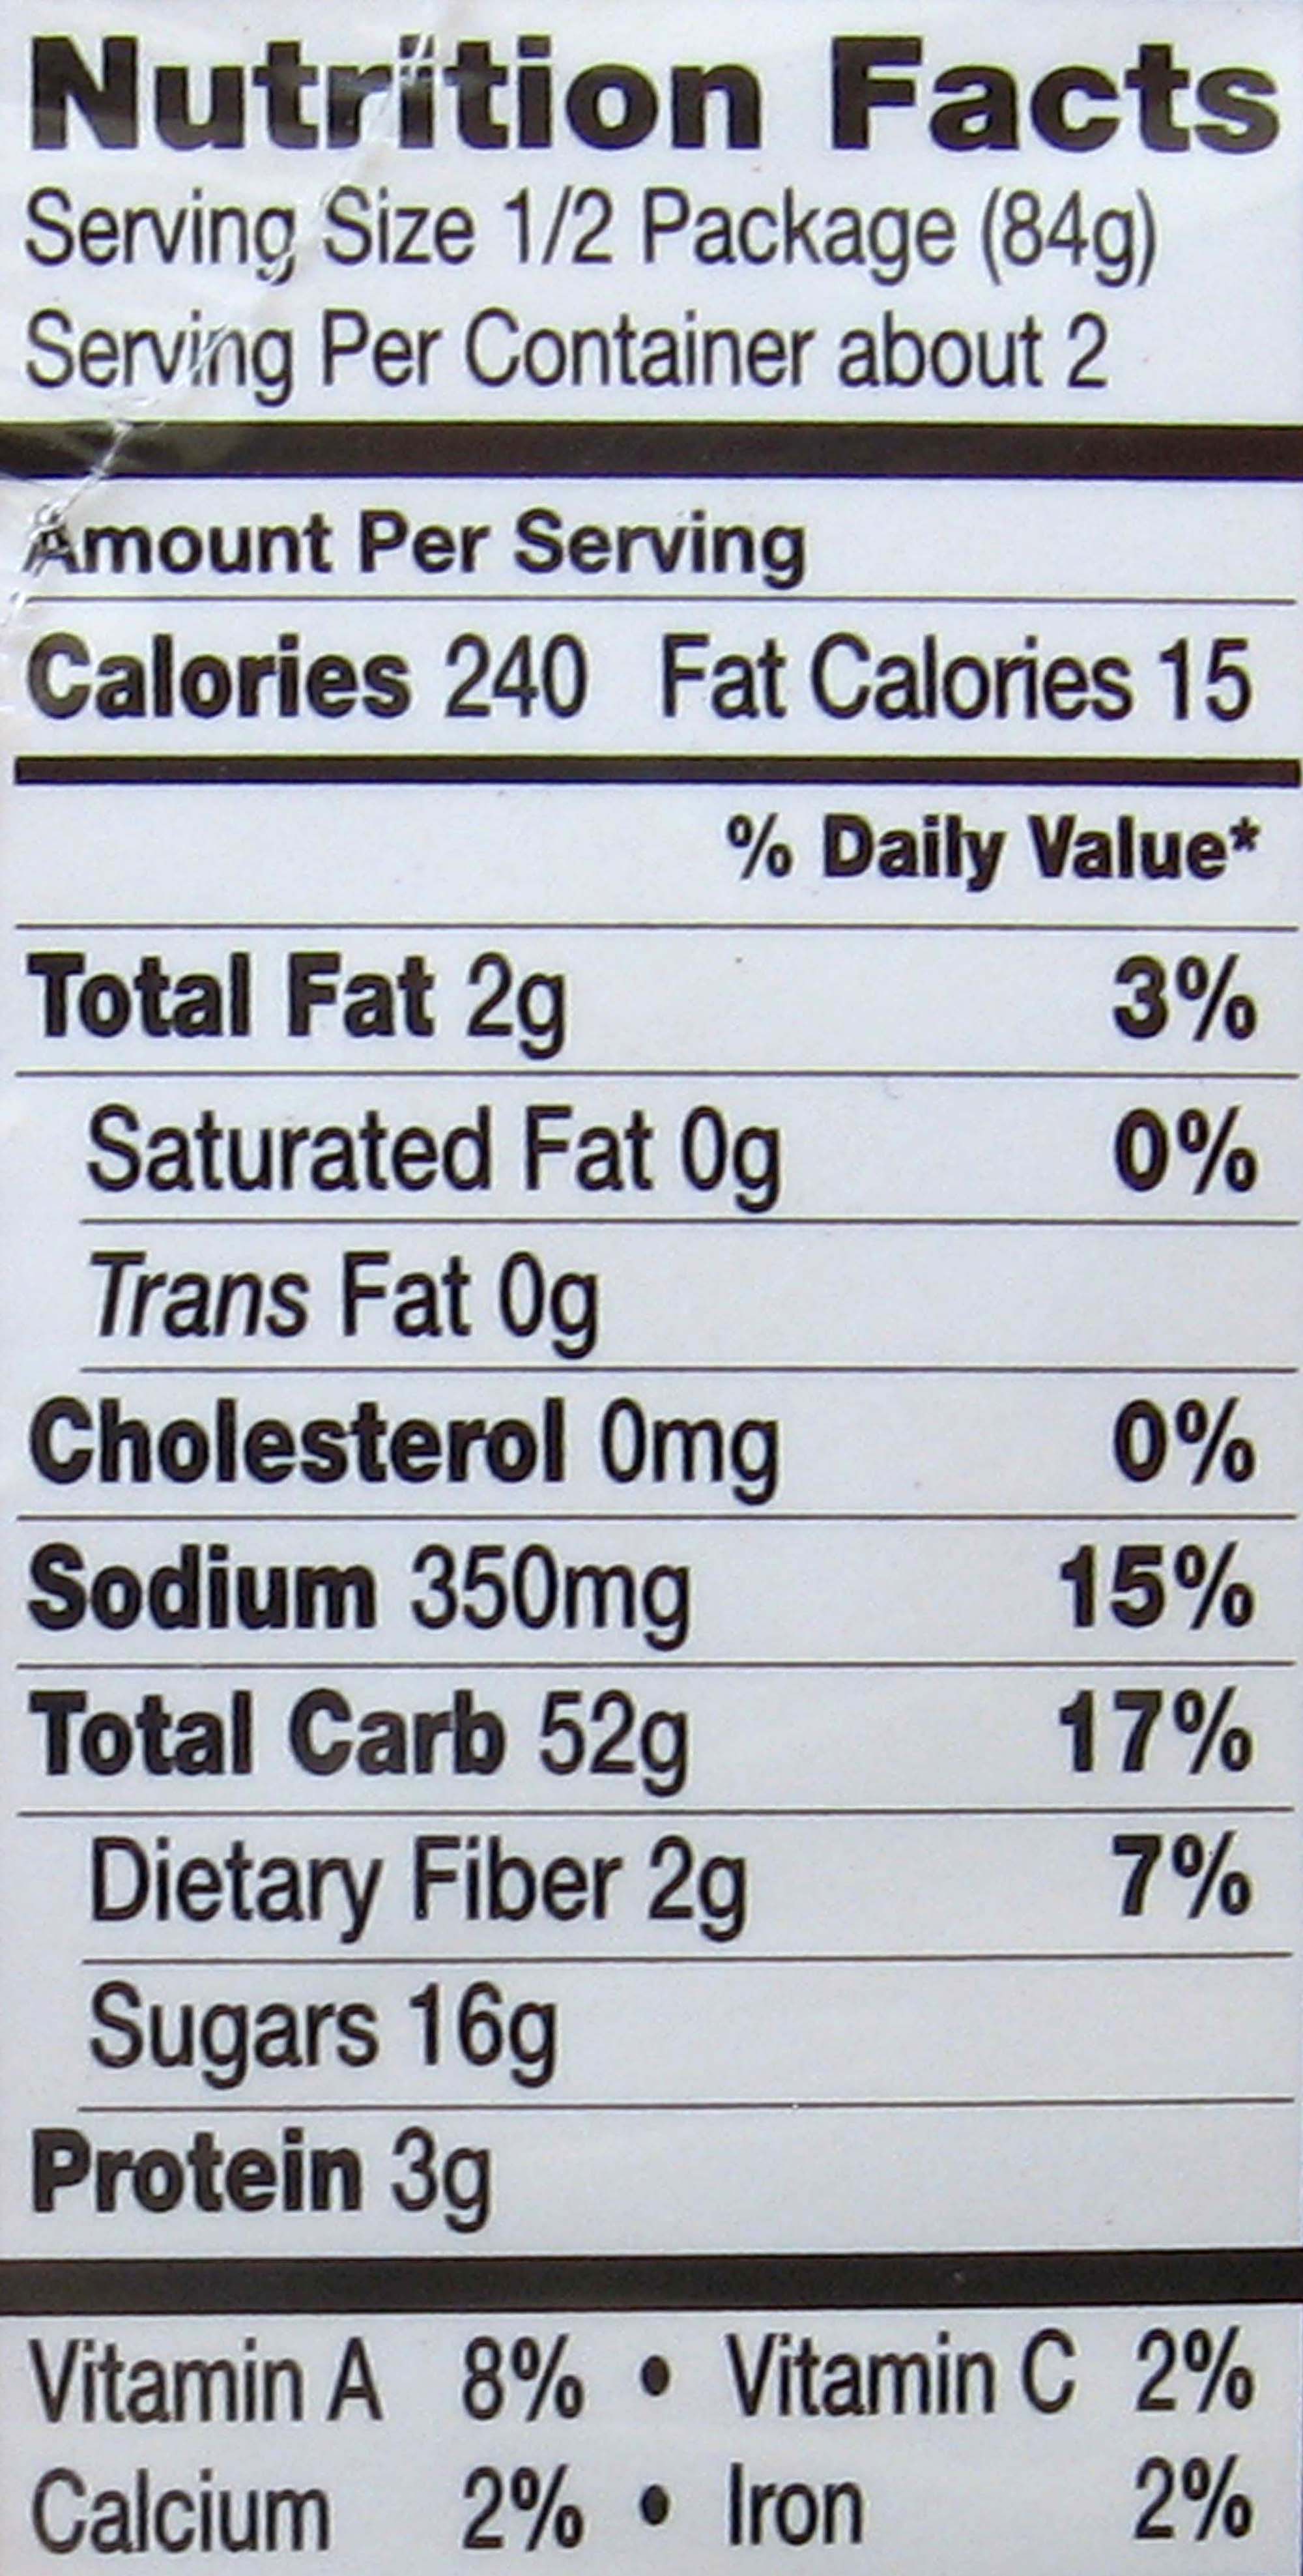 Nutrition Facts
Serving Size 1/2 Package (84g)
Serving Per Container about 2
Amount Per Serving
Calories 240 Fat Calories 15
% Daily Value*
Total Fat 2g 3%
Saturated Fat 0g 0%
Trans Fat 0g
Cholesterol 0mg 0%
Sodium 350mg 15%
Total Carb 52g 17%
Dietary Fiber 2g 7%
Sugars 16g
Protein 3g
Vitamin A 8% • Vitamin C 2%
Calcium 2% • Iron 2%